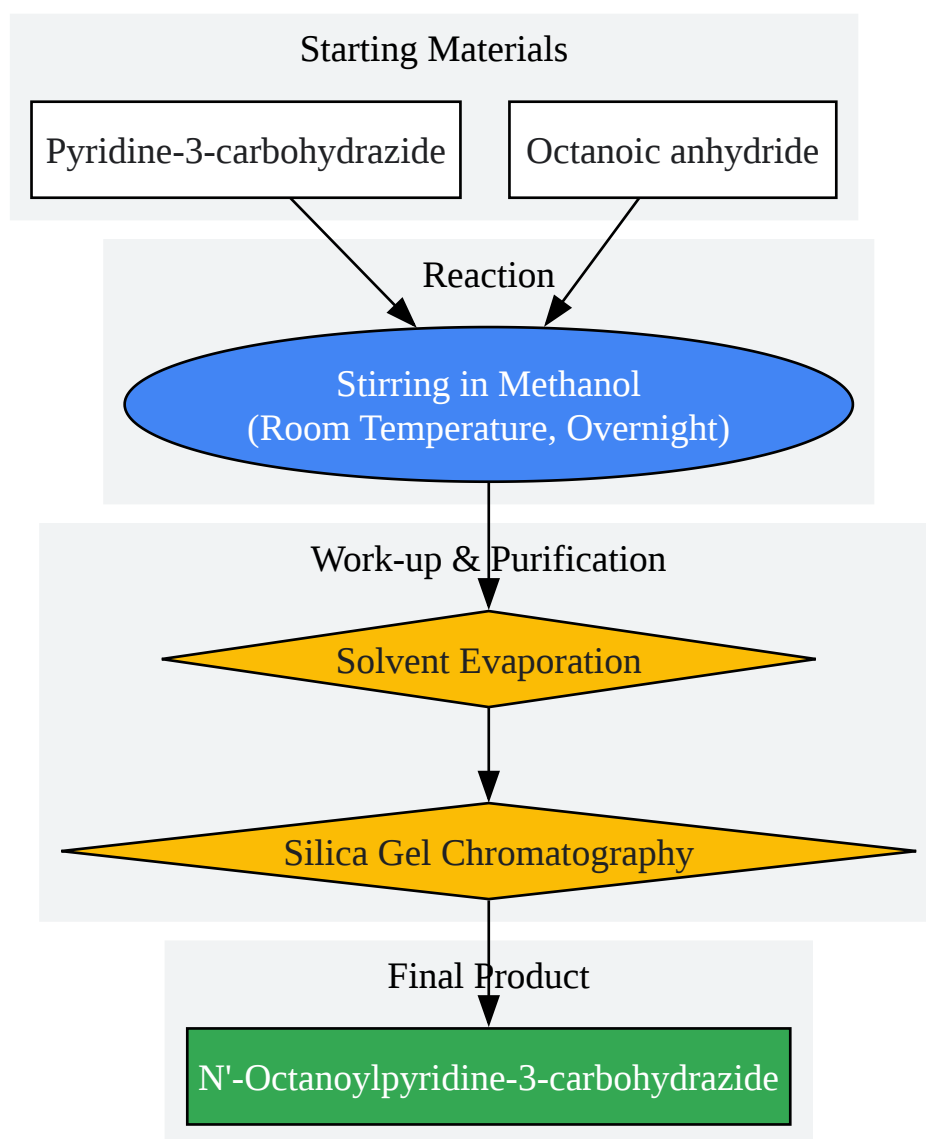 Starting Materials
Pyridine-3-carbohydrazide
Octanoic anhydride
Reaction
Stirring in Methanol
(Room Temperature, Overnight)
Work-up & Purification
Solvent Evaporation
Silica Gel Chromatography
Final Product
N'-Octanoylpyridine-3-carbohydrazide